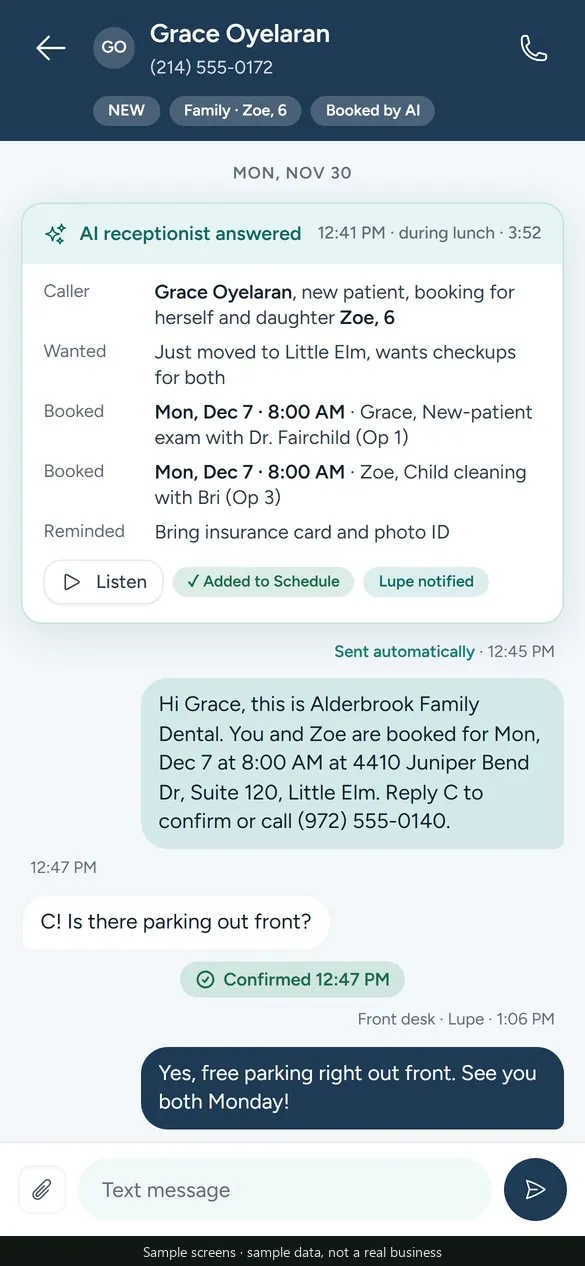 GO
Grace Oyelaran
(214) 555-0172
NEW
Family · Zoe, 6
Booked by AI
MON, NOV 30
AI receptionist answered
12:41 PM · during lunch · 3:52
Caller
Grace Oyelaran, new patient, booking for
herself and daughter Zoe, 6
Wanted
Just moved to Little Elm, wants checkups
for both
Booked
Mon, Dec 7 · 8:00 AM · Grace, New-patient
exam with Dr. Fairchild (Op 1)
Booked
Mon, Dec 7 · 8:00 AM · Zoe, Child cleaning
with Bri (Op 3)
Reminded
Bring insurance card and photo ID
Listen
✓ Added to Schedule
Lupe notified
Sent automatically · 12:45 PM
Hi Grace, this is Alderbrook Family
Dental. You and Zoe are booked for Mon,
Dec 7 at 8:00 AM at 4410 Juniper Bend
Dr, Suite 120, Little Elm. Reply C to
confirm or call (972) 555-0140.
12:47 PM
C! Is there parking out front?
Confirmed 12:47 PM
Front desk · Lupe · 1:06 PM
Yes, free parking right out front. See you
both Monday!
Text message
Sample screens · sample data, not a real business